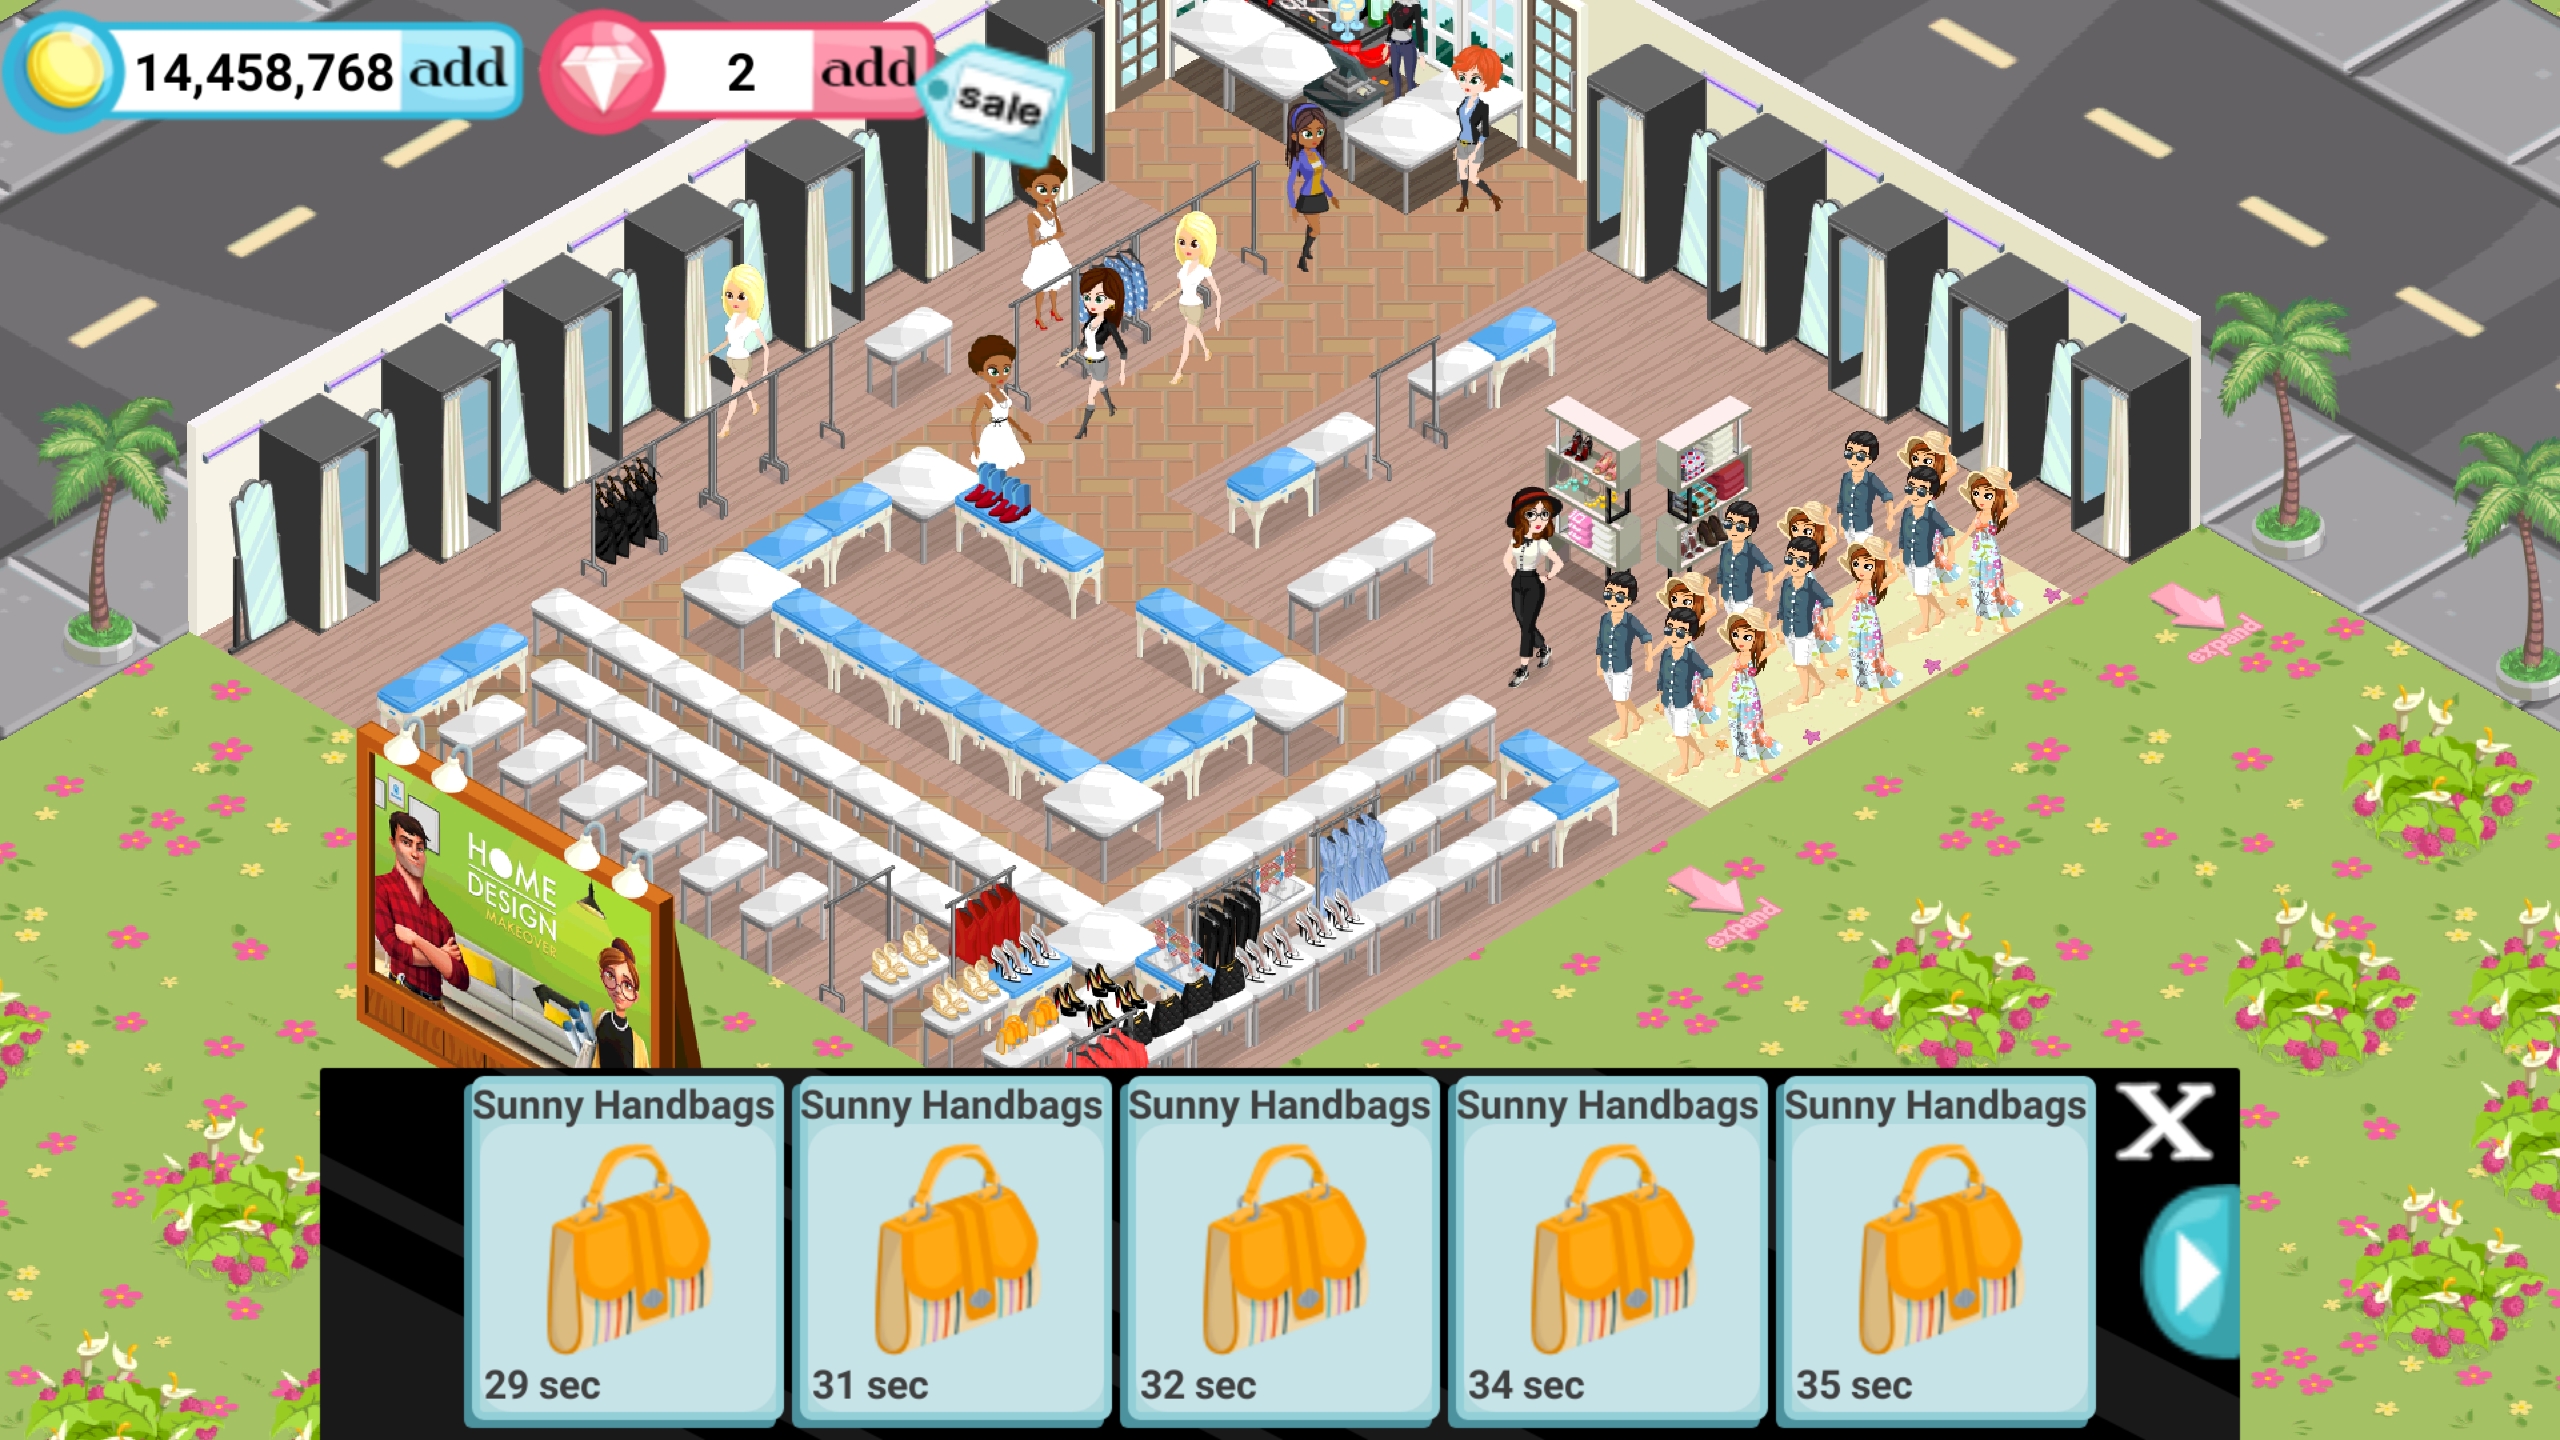 14,458,768 add
2 add
sale
expand
expand
HOME
DESIGN
MAKEOVER
Sunny Handbags
29 sec
Sunny Handbags
31 sec
Sunny Handbags
32 sec
Sunny Handbags
34 sec
Sunny Handbags
35 sec
X